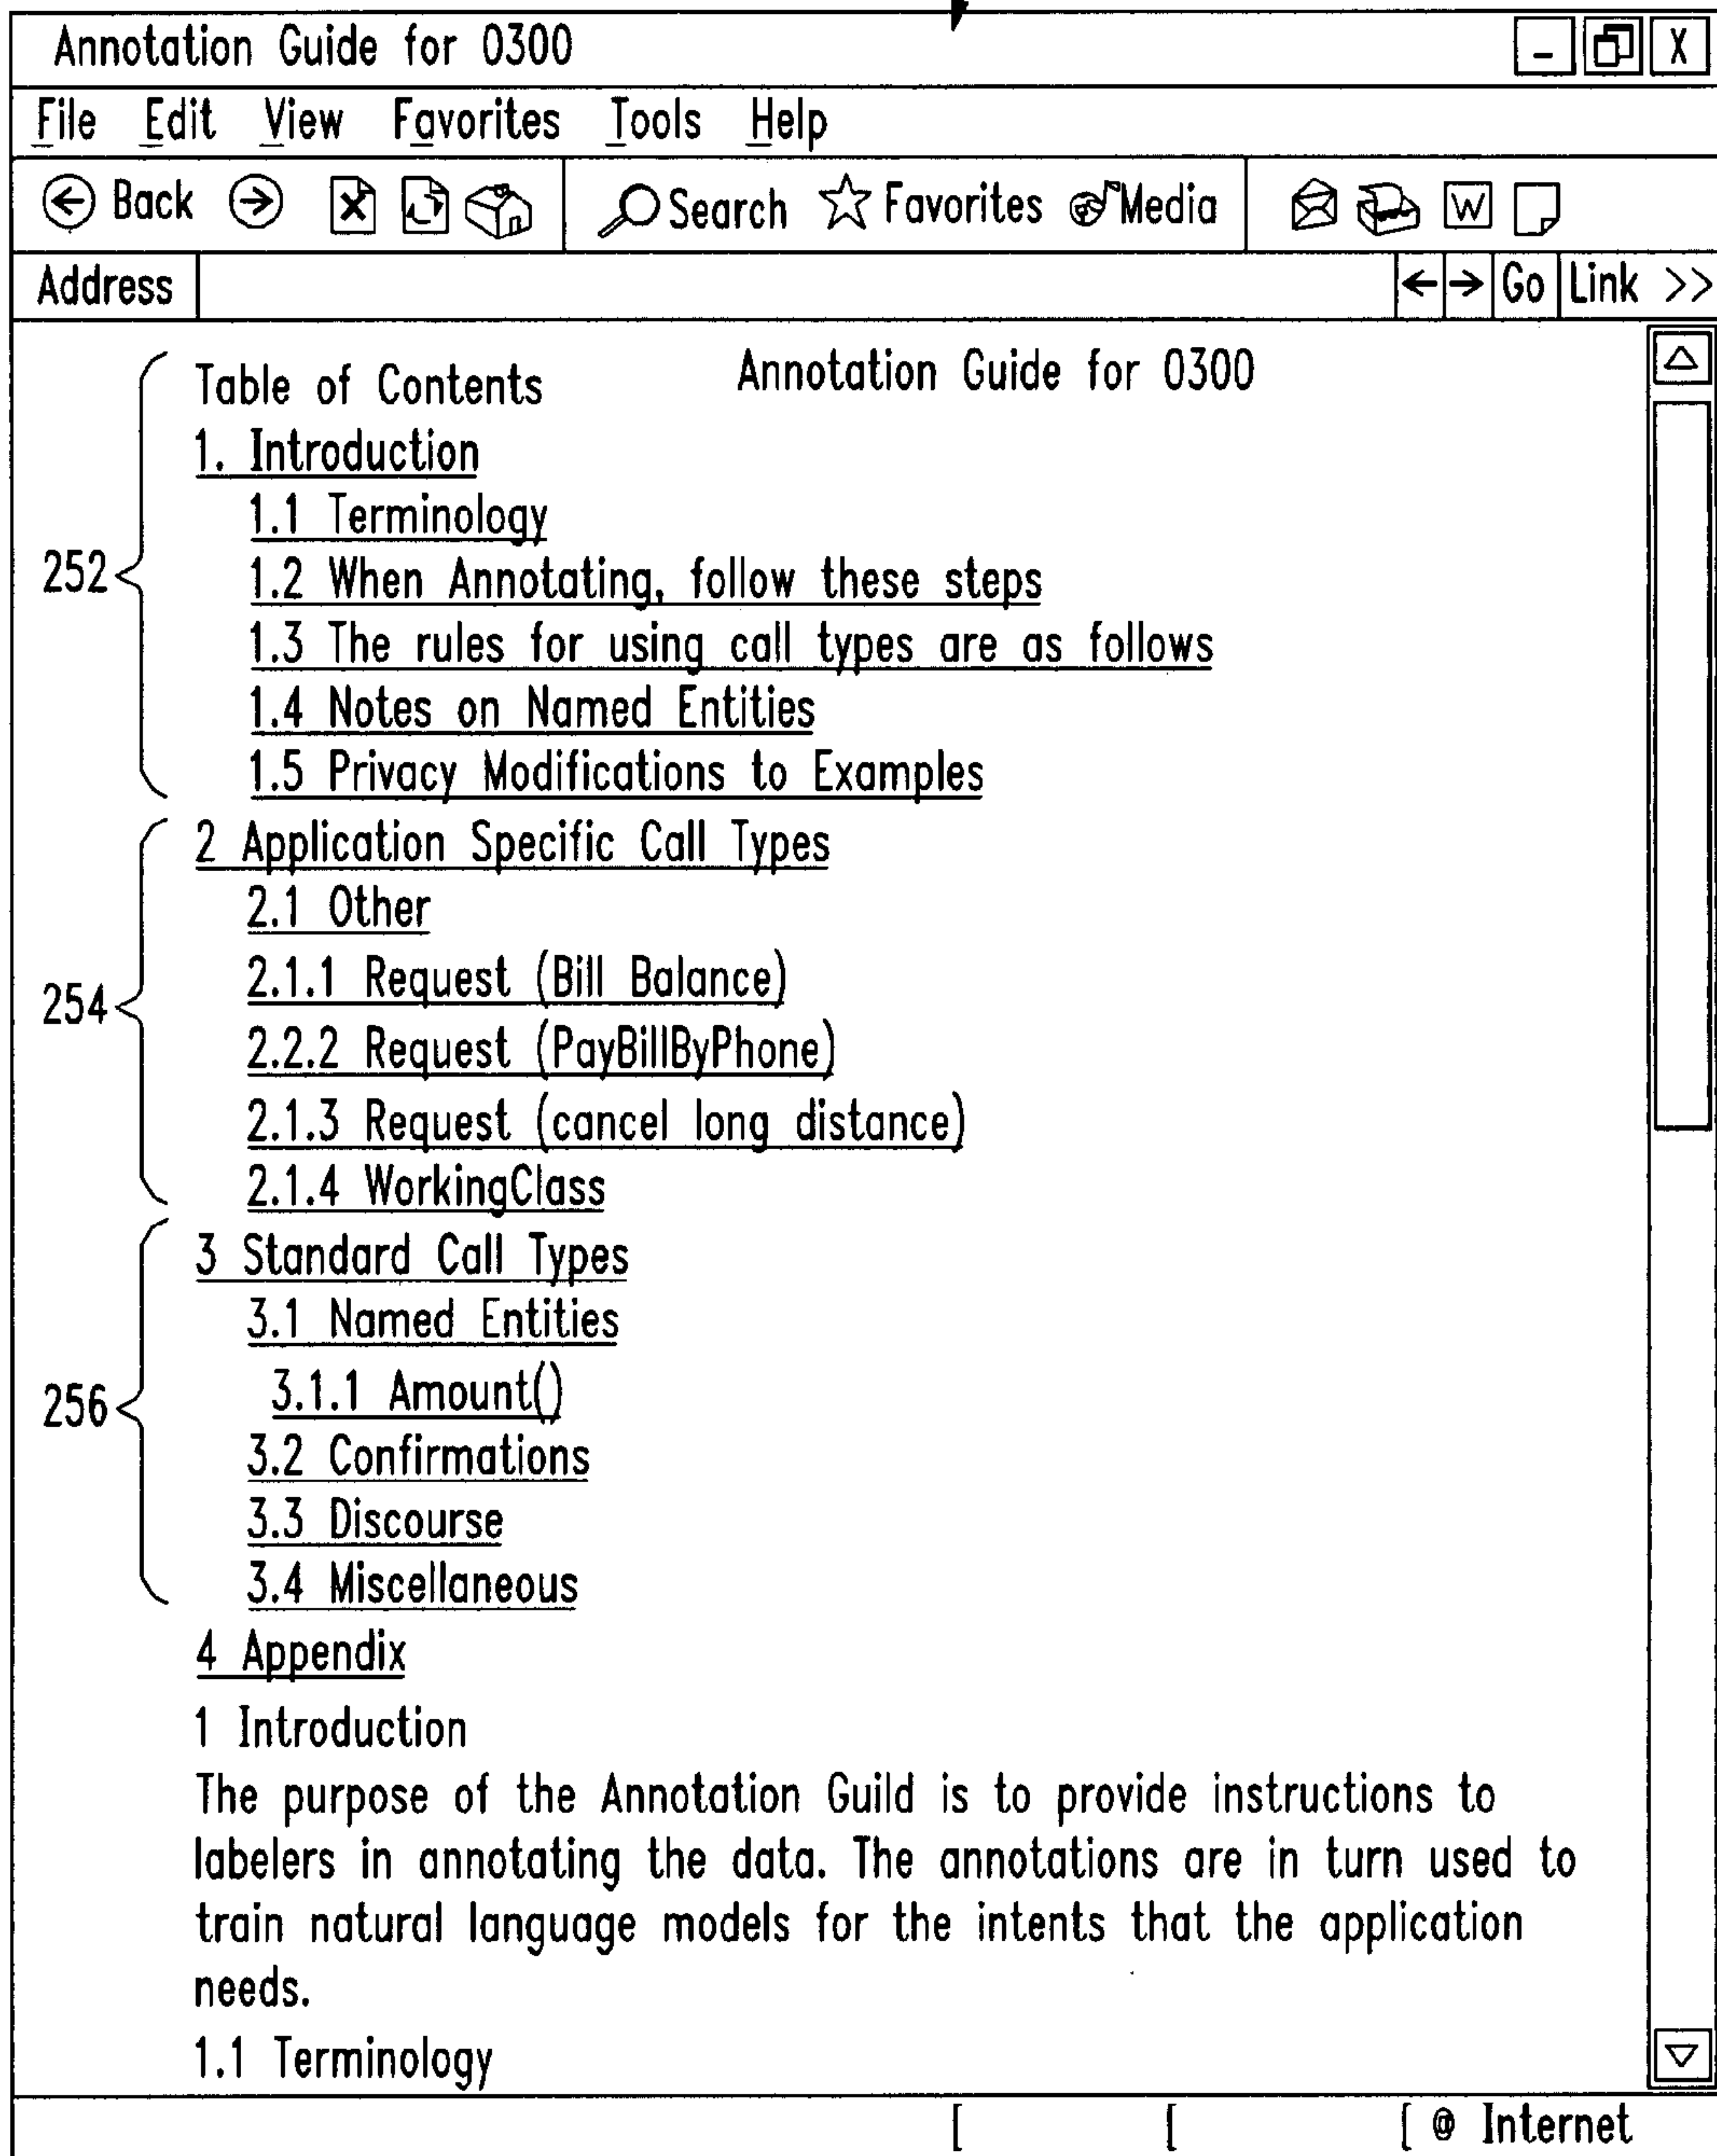 Annotation Guide for 0300 - X
File Edit View Favorites Tools Help
Back Search Favorites Media W
Address Go Link >>
Table of Contents Annotation Guide for 0300
1. Introduction
1.1 Terminology
252
1.2 When Annotating, follow these steps
1.3 The rules for using call types are as follows
1.4 Notes on Named Entities
1.5 Privacy Modifications to Examples
2 Application Specific Call Types
2.1 Other
2.1.1 Request (Bill Balance)
254
2.2.2 Request (PayBillByPhone)
2.1.3 Request (cancel long distance)
2.1.4 WorkingClass
3 Standard Call Types
3.1 Named Entities
256
3.1.1 Amount()
3.2 Confirmations
3.3 Discourse
3.4 Miscellaneous
4 Appendix
1 Introduction
The purpose of the Annotation Guild is to provide instructions to
labelers in annotating the data. The annotations are in turn used to
train natural language models for the intents that the application
needs.
1.1 Terminology
[ [ [ @ Internet